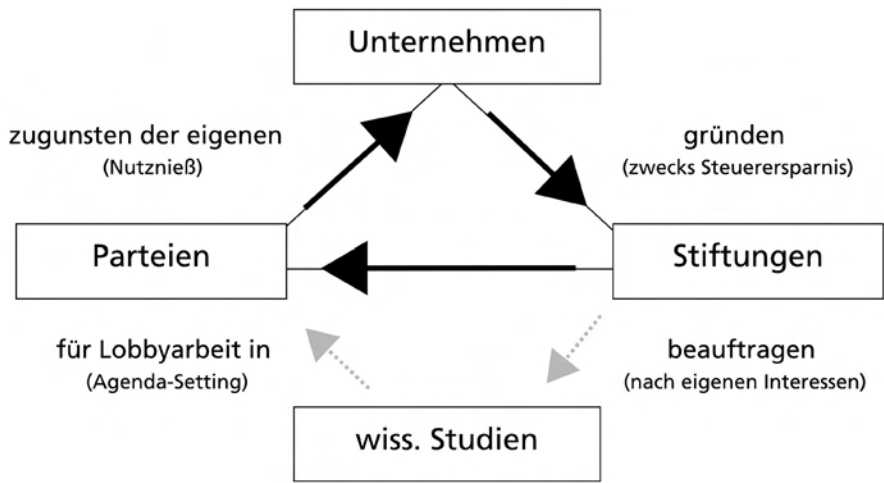 Unternehmen
zugunsten der eigenen
(Nutznieß)
gründen
(zwecks Steuerersparnis)
Parteien
Stiftungen
für Lobbyarbeit in
(Agenda-Setting)
beauftragen
(nach eigenen Interessen)
wiss. Studien